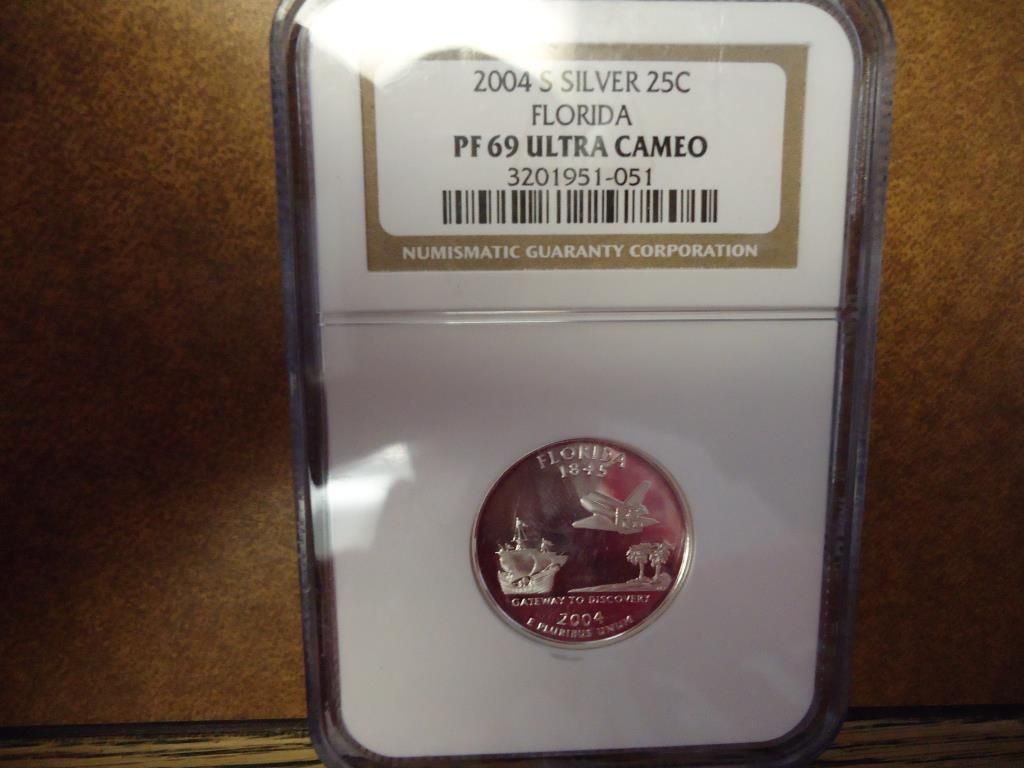 2004 S SILVER 25C
FLORIDA
PF 69 ULTRA CAMEO
3201951-051
NUMISMATIC GUARANTY CORPORATION
FLORIDA
1845
GATEWAY TO DISCOVERY
2004
E PLURIBUS UNUM